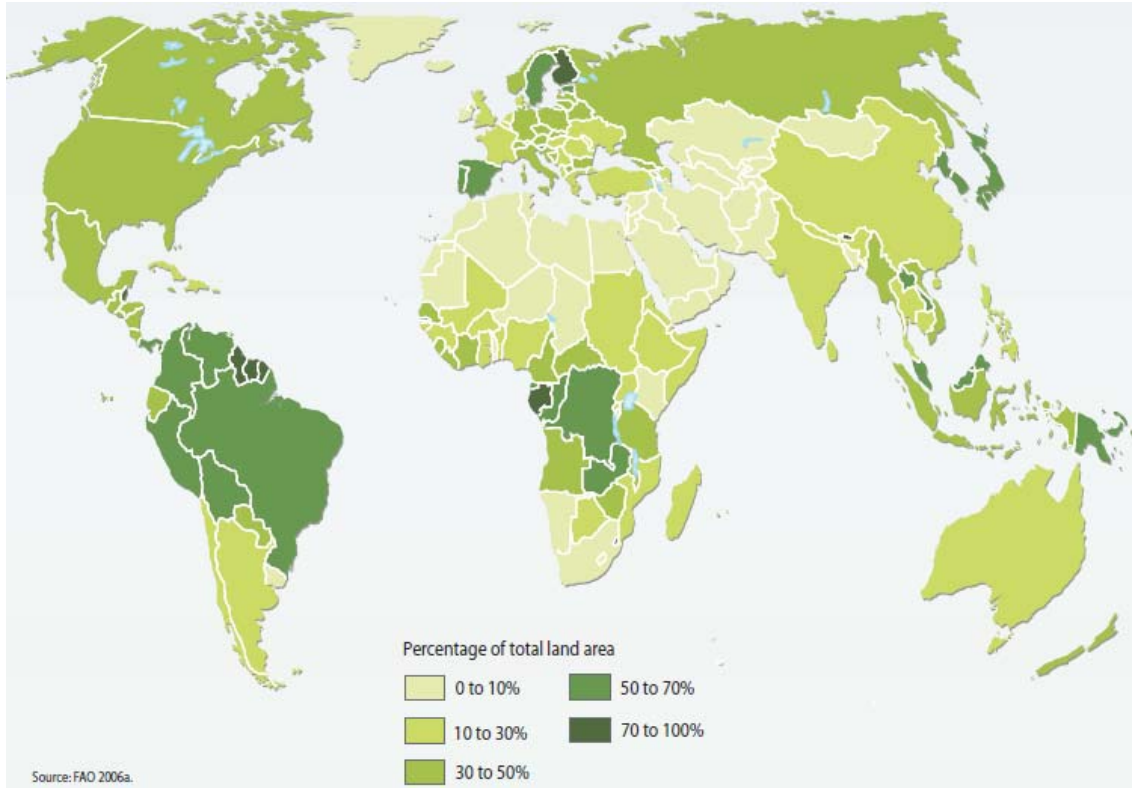 Percentage of total land area
0 to 10%
10 to 30%
30 to 50%
50 to 70%
70 to 100%
Source: FAO 2006a.